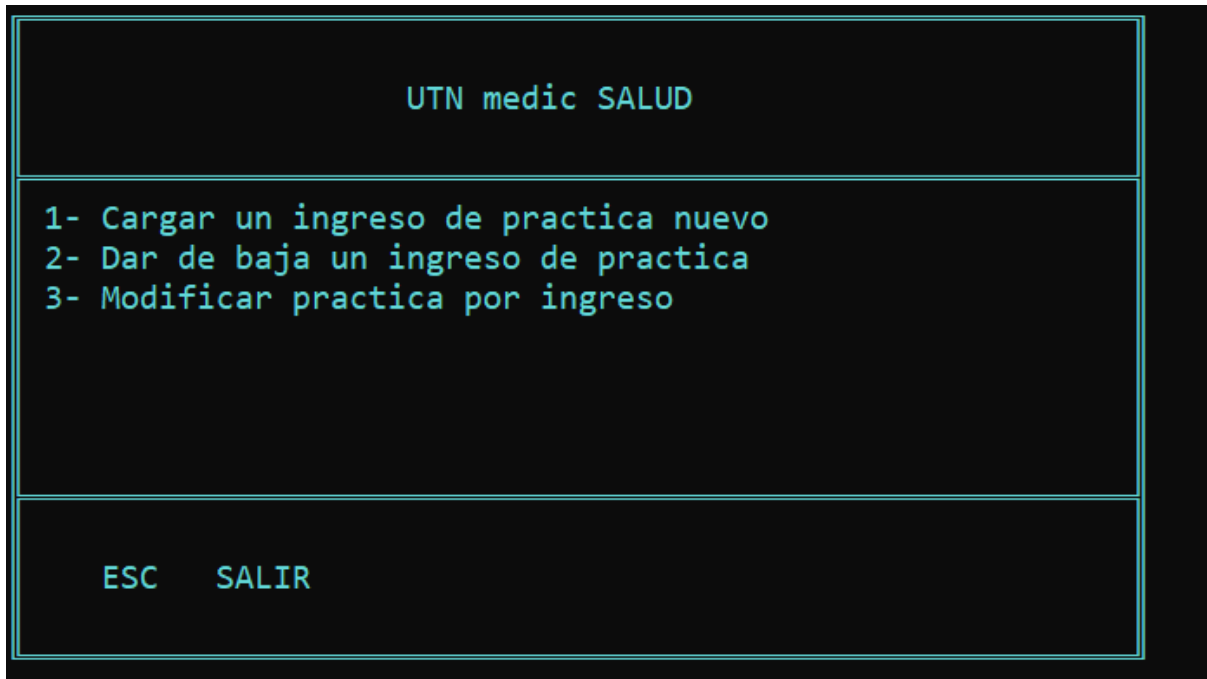 UTN medic SALUD
1- Cargar un ingreso de practica nuevo
2- Dar de baja un ingreso de practica
3- Modificar practica por ingreso
ESC SALIR